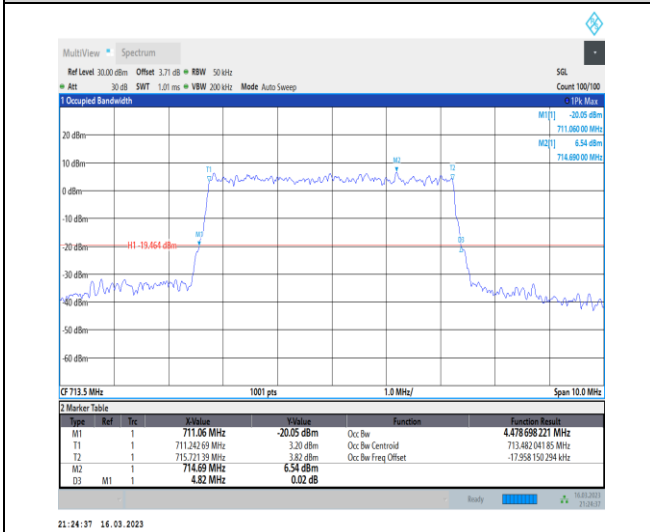 MultiView Spectrum
Ref Level 30.00 dBm Offset 3.71 dB RBW 50 kHz SGL
Att 30 dB SWT 1.01 ms VBW 200 kHz Mode Auto Sweep Count 100/100
1 Occupied Bandwidth 1Pk Max
M1[1] -20.05 dBm
711.060 00 MHz
M2[1] 6.54 dBm
714.690 00 MHz
20 dBm
10 dBm
0 dBm
-10 dBm
-20 dBm
-30 dBm
-40 dBm
-50 dBm
-60 dBm
T1
M2
T2
M1
D3
H1 -19.464 dBm
CF 713.5 MHz 1001 pts 1.0 MHz/ Span 10.0 MHz
2 Marker Table
Type Ref Trc X-Value Y-Value Function Function Result
M1 1 711.06 MHz -20.05 dBm Occ Bw 4.478 698 221 MHz
T1 1 711.242 69 MHz 3.20 dBm Occ Bw Centroid 713.482 041 85 MHz
T2 1 715.721 39 MHz 3.82 dBm Occ Bw Freq Offset -17.958 150 294 kHz
M2 1 714.69 MHz 6.54 dBm
D3 M1 1 4.82 MHz 0.02 dB
Ready 16.03.2023
21:24:37
21:24:37 16.03.2023